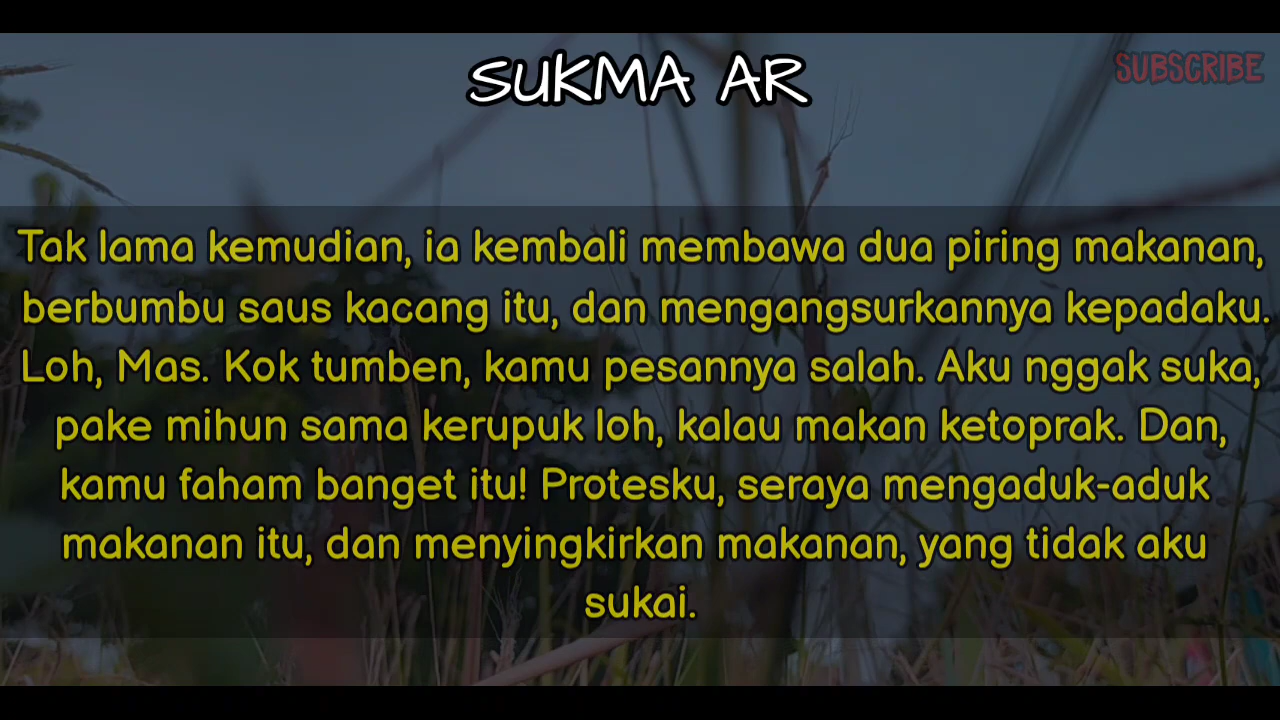 SUKMA AR
SUBSCRIBE
Tak lama kemudian, ia kembali membawa dua piring makanan,
berbumbu saus kacang itu, dan mengangsurkannya kepadaku.
Loh, Mas. Kok tumben, kamu pesannya salah. Aku nggak suka,
pake mihun sama kerupuk loh, kalau makan ketoprak. Dan,
kamu faham banget itu! Protesku, seraya mengaduk-aduk
makanan itu, dan menyingkirkan makanan, yang tidak aku
sukai.